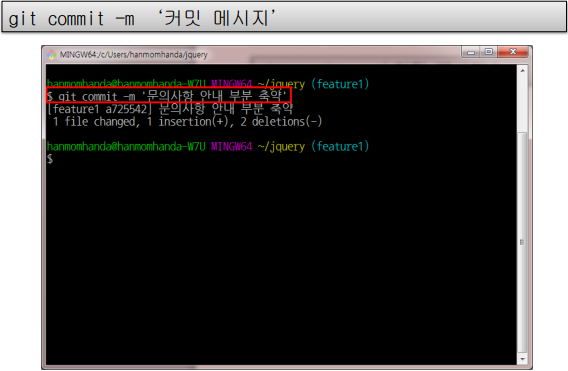 git commit -m ‘커밋 메시지’
MINGW64:/c/Users/hanmomhanda/jquery
hanmomhanda@hanmomhanda-W7U MINGW64 ~/jquery (feature1)
$ git commit -m '문의사항 안내 부분 축약'
[feature1 a725542] 문의사항 안내 부분 축약
1 file changed, 1 insertion(+), 2 deletions(-)
hanmomhanda@hanmomhanda-W7U MINGW64 ~/jquery (feature1)
$